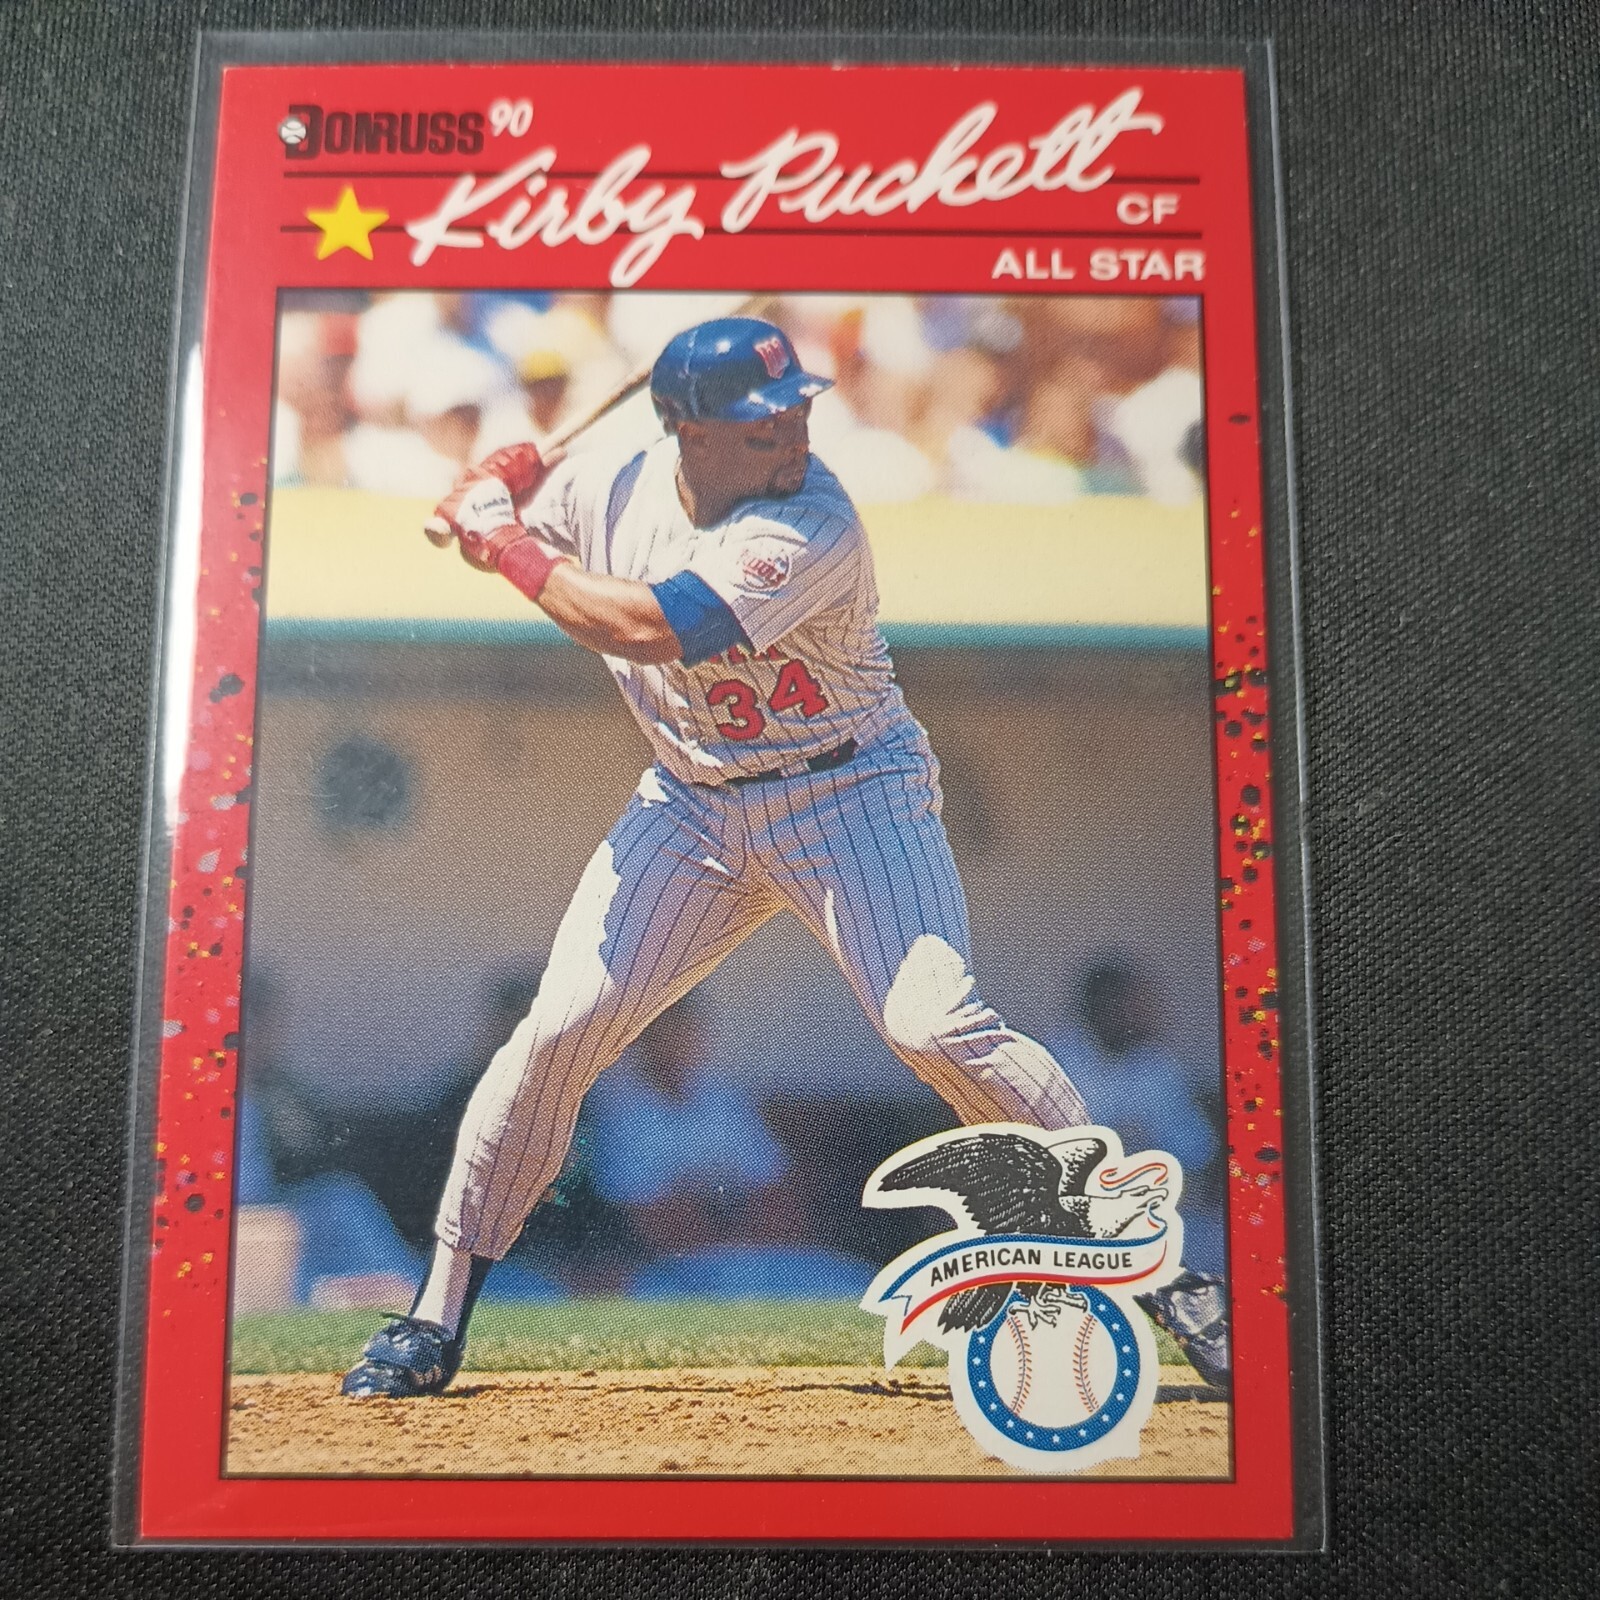 DONRUSS '90
Kirby Puckett
CF
ALL STAR
34
AMERICAN LEAGUE